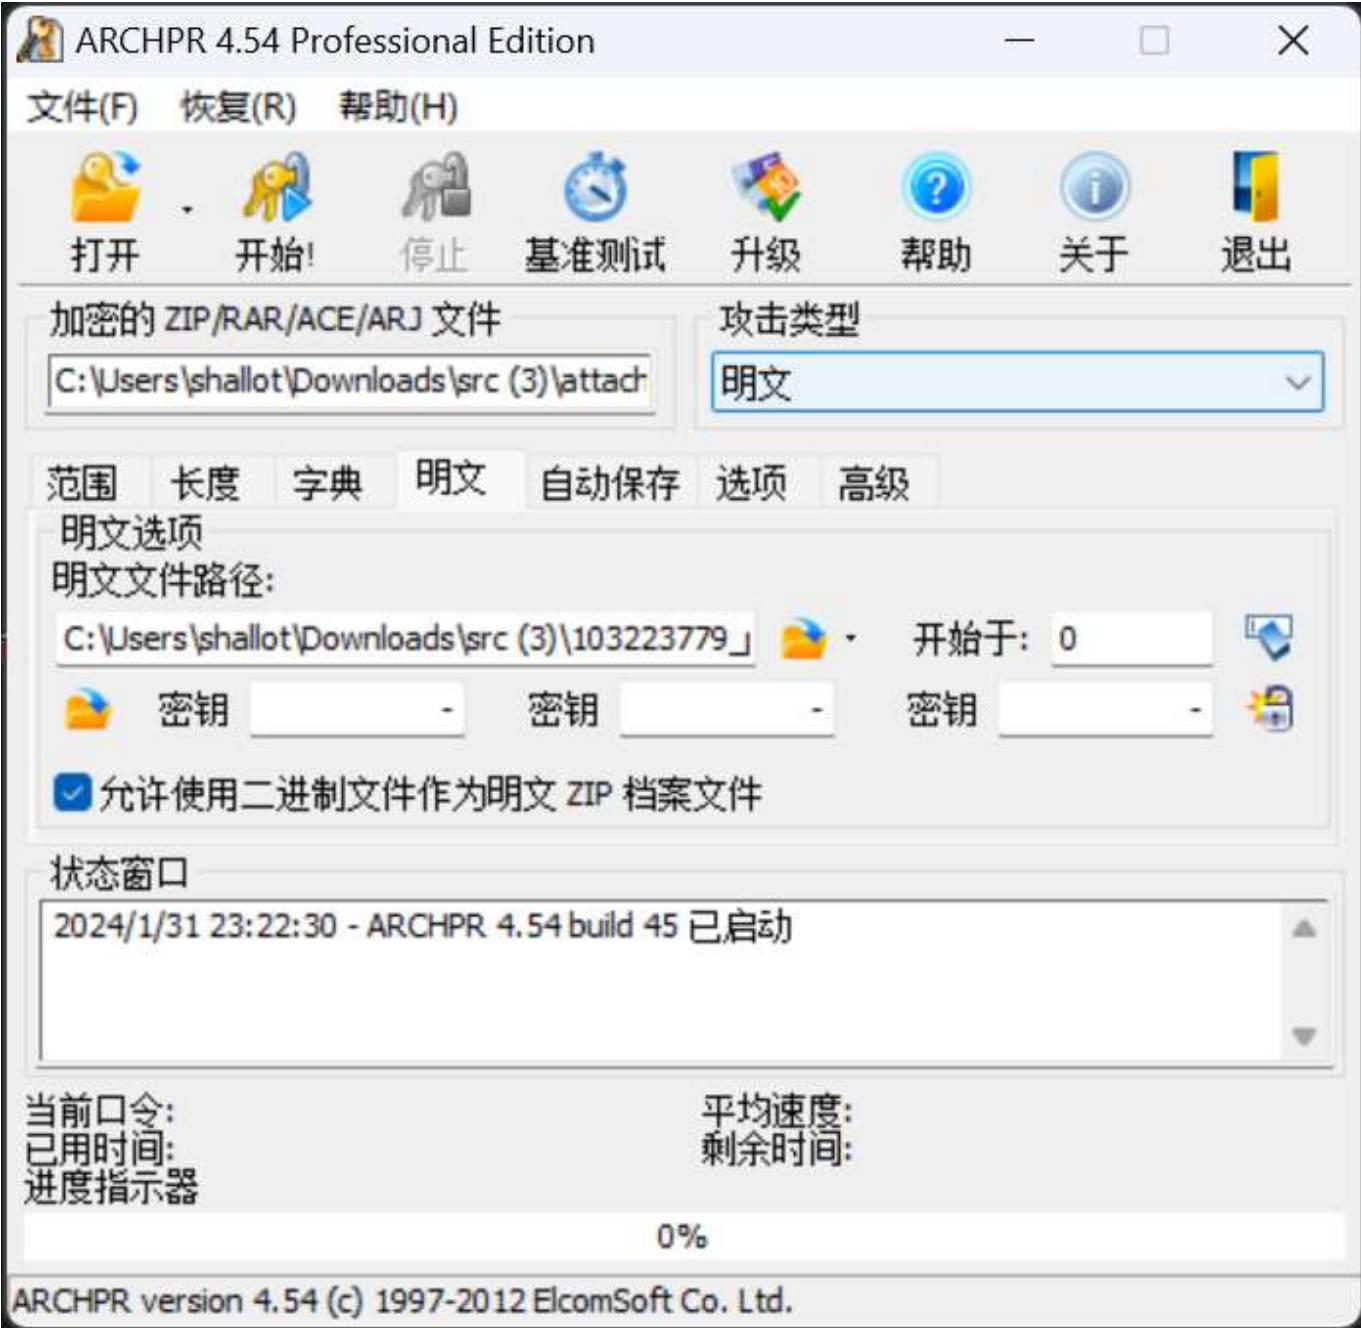 ARCHPR 4.54 Professional Edition
文件(F) 恢复(R) 帮助(H)
打开 开始! 停止 基准测试 升级 帮助 关于 退出
加密的 ZIP/RAR/ACE/ARJ 文件 攻击类型
C:\Users\shallot\Downloads\src (3)\attach 明文
范围 长度 字典 明文 自动保存 选项 高级
明文选项
明文文件路径:
C:\Users\shallot\Downloads\src (3)\103223779_ 开始于: 0
密钥 - 密钥 - 密钥 -
允许使用二进制文件作为明文 ZIP 档案文件
状态窗口
2024/1/31 23:22:30 - ARCHPR 4.54 build 45 已启动
当前口令: 平均速度:
已用时间: 剩余时间:
进度指示器
0%
ARCHPR version 4.54 (c) 1997-2012 ElcomSoft Co. Ltd.